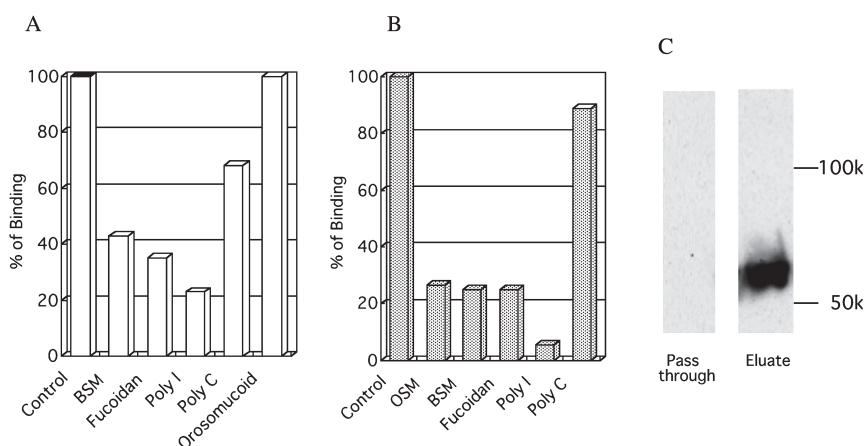 A
% of Binding
100
80
60
40
20
0
Control
BSM
Fucoidan
Poly I
Poly C
Orosomucoid
B
% of Binding
100
80
60
40
20
0
Control
OSM
BSM
Fucoidan
Poly I
Poly C
C
100k
50k
Pass
through
Eluate